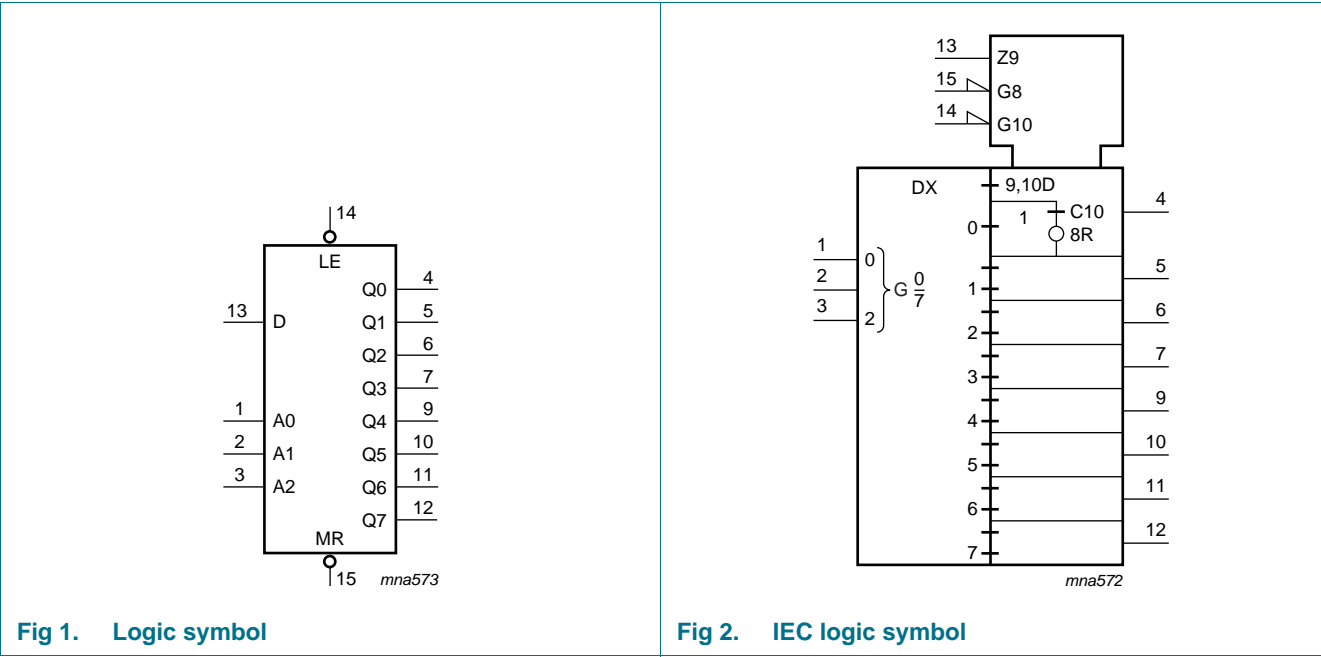 14
LE
Q0 4
13 D
Q1 5
Q2 6
Q3 7
1 A0
Q4 9
2 A1
Q5 10
3 A2
Q6 11
Q7 12
MR
15
mna573
Fig 1. Logic symbol
13 Z9
15 G8
14 G10
DX
9,10D
4
0
1 C10
8R
1 0
2 G 0
7
3 2
5
1
6
2
7
3
9
4
10
5
11
6
12
7
mna572
Fig 2. IEC logic symbol